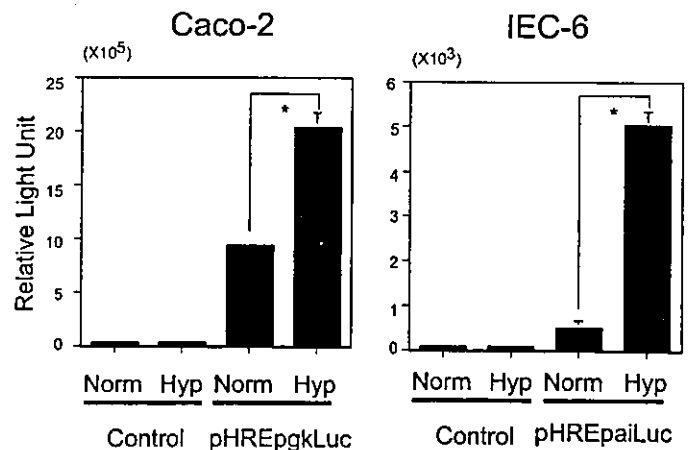 Caco-2
IEC-6
(X10⁵)
(X10³)
Relative Light Unit
25
20
15
10
5
0
*
6
5
4
3
2
1
0
*
Norm Hyp Norm Hyp
Control pHREpgkLuc
Norm Hyp Norm Hyp
Control pHREpaiLuc